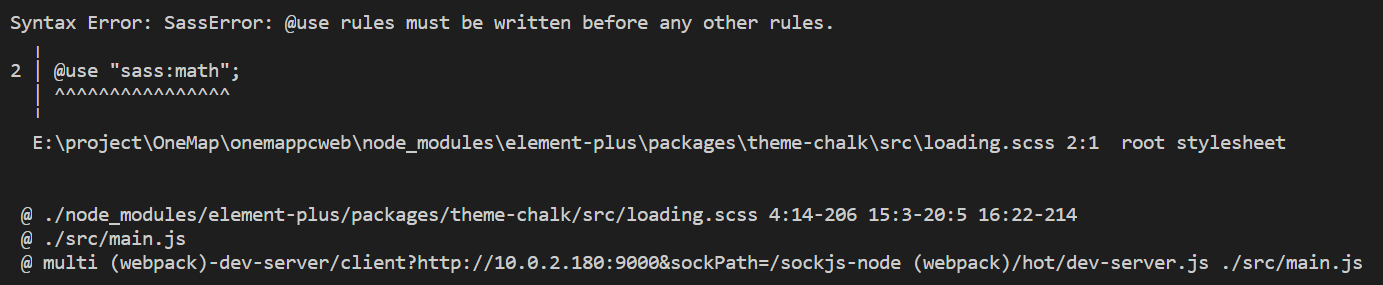 Syntax Error: SassError: @use rules must be written before any other rules.
╷
2 │ @use "sass:math";
│ ^^^^^^^^^^^^^^^^
╵
E:\project\OneMap\onemappcweb\node_modules\element-plus\packages\theme-chalk\src\loading.scss 2:1  root stylesheet
@ ./node_modules/element-plus/packages/theme-chalk/src/loading.scss 4:14-206 15:3-20:5 16:22-214
@ ./src/main.js
@ multi (webpack)-dev-server/client?http://10.0.2.180:9000&sockPath=/sockjs-node (webpack)/hot/dev-server.js ./src/main.js